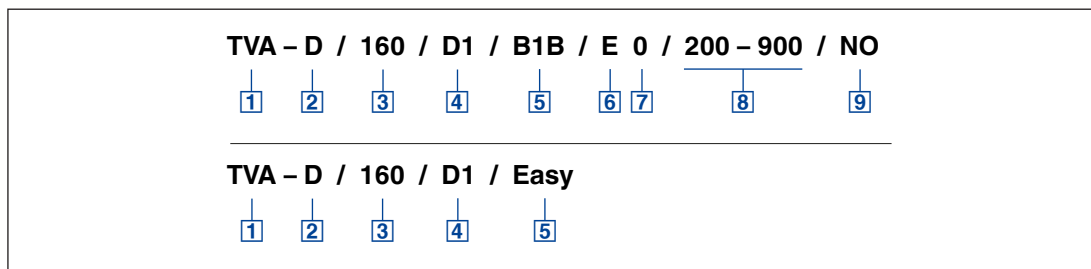 TVA – D / 160 / D1 / B1B / E 0 / 200 – 900 / NO
1 2 3 4 5 6 7 8 9
TVA – D / 160 / D1 / Easy
1 2 3 4 5